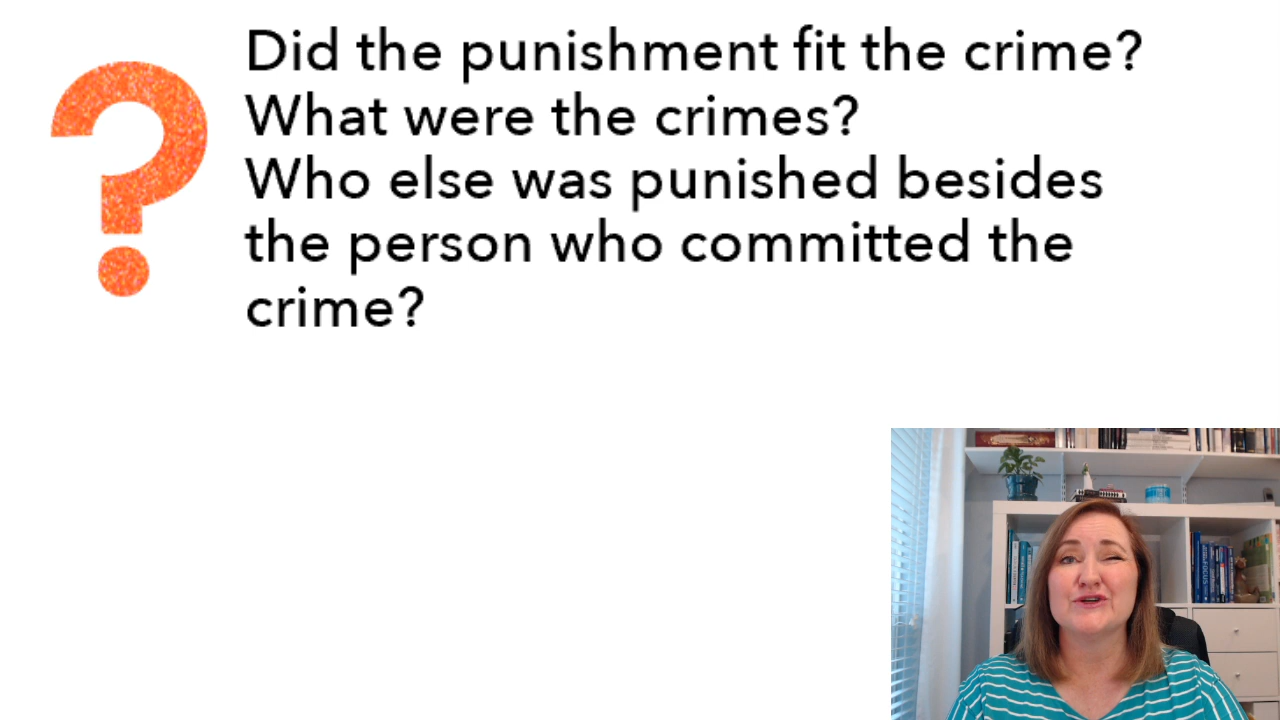 Did the punishment fit the crime?
What were the crimes?
Who else was punished besides
the person who committed the
crime?